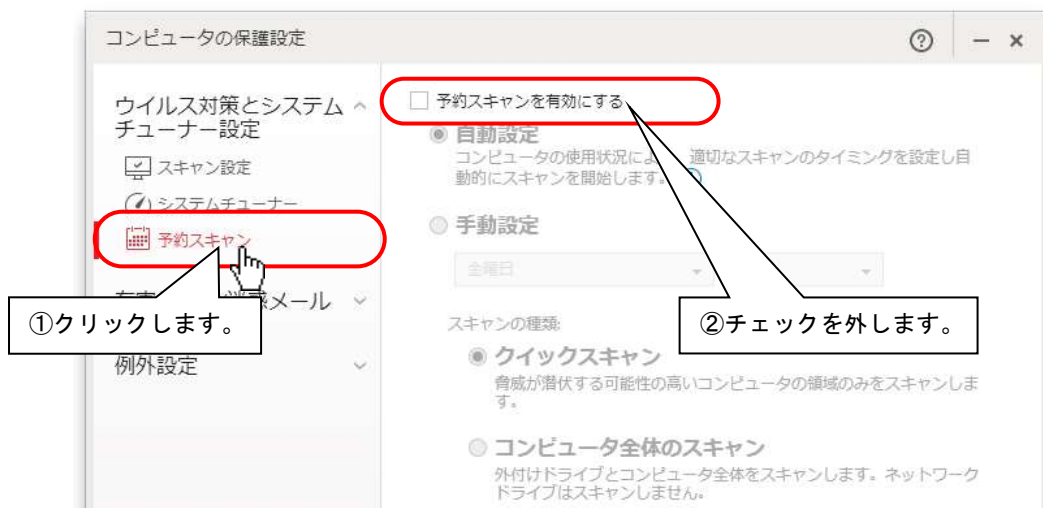 コンピュータの保護設定
ウイルス対策とシステム
チューナー設定
スキャン設定
システムチューナー
予約スキャン
メール
例外設定
①クリックします。
予約スキャンを有効にする
自動設定
コンピュータの使用状況によ 適切なスキャンのタイミングを設定し自
動的にスキャンを開始します。
手動設定
金曜日
②チェックを外します。
スキャンの種類:
クイックスキャン
脅威が潜伏する可能性の高いコンピュータの領域のみをスキャンしま
す。
コンピュータ全体のスキャン
外付けドライブとコンピュータ全体をスキャンします。ネットワーク
ドライブはスキャンしません。